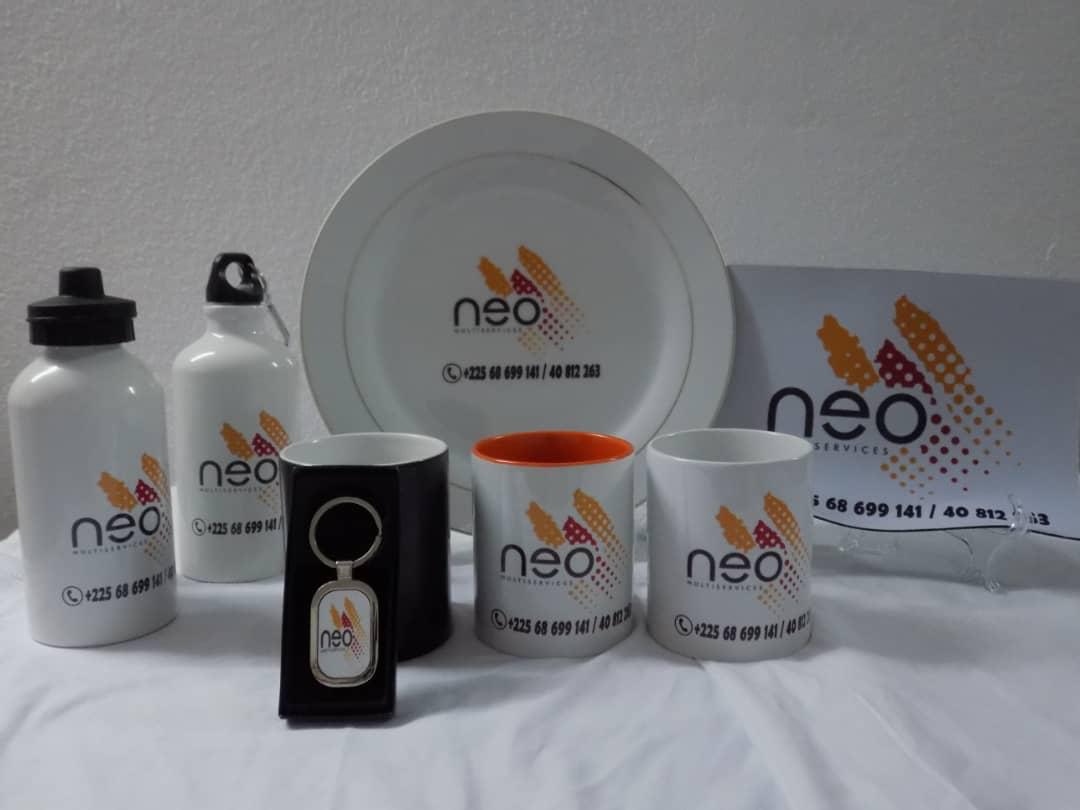 neo
MULTISERVICES
+225 68 699 141 / 40 812 263
neo
SERVICES
68 699 141 / 40 812
neo
MULTISERVICES
+225 68 699 141 /
neo
MULTISERVICES
+225 68 699 141 /
neo
neo
MULTISERVICES
+225 68 699 141 / 40 812
neo
MULTISERVICES
+225 68 699 141 / 40 81